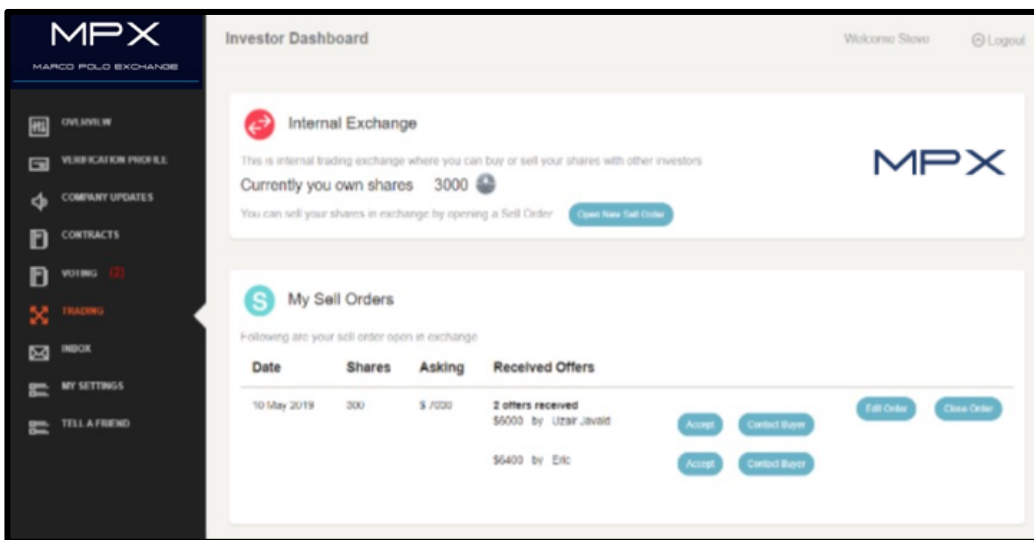 MPX
MARCO POLO EXCHANGE
OVERVIEW
VERIFICATION PROFILE
COMPANY UPDATES
CONTRACTS
VOTING (2)
TRADING
INBOX
MY SETTINGS
TELL A FRIEND
Investor Dashboard
Welcome Steve
Logout
Internal Exchange
This is internal trading exchange where you can buy or sell your shares with other investors
Currently you own shares 3000
You can sell your shares in exchange by opening a Sell Order Open New Sell Order
MPX
S My Sell Orders
Following are your sell order open in exchange
Date Shares Asking Received Offers
10 May 2019 300 $ 7000 2 offers received Edit Order Close Order
$6000 by Uzair Javaid Accept Contact Buyer
$6400 by Eric Accept Contact Buyer